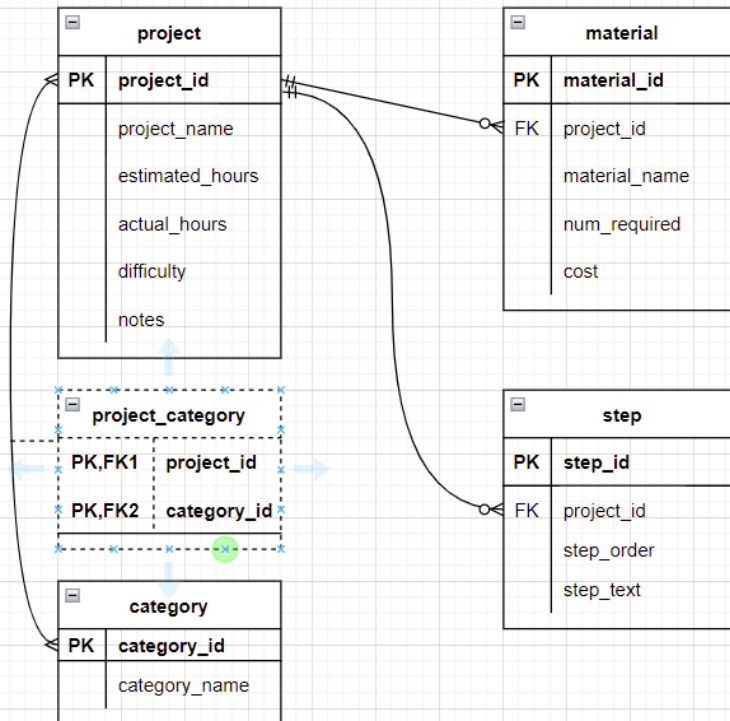 project
PK project_id
project_name
estimated_hours
actual_hours
difficulty
notes
material
PK material_id
FK project_id
material_name
num_required
cost
project_category
PK,FK1 project_id
PK,FK2 category_id
step
PK step_id
FK project_id
step_order
step_text
category
PK category_id
category_name